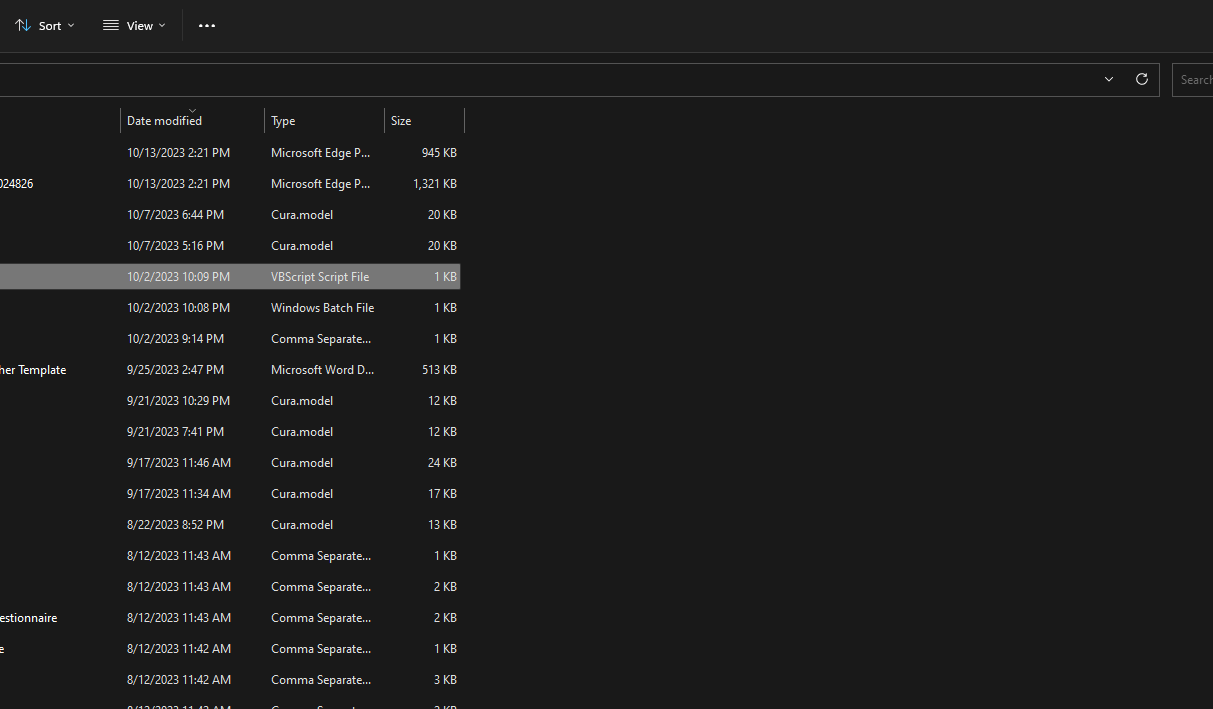 Sort View
Search
Date modified Type Size
10/13/2023 2:21 PM Microsoft Edge P... 945 KB
024826 10/13/2023 2:21 PM Microsoft Edge P... 1,321 KB
10/7/2023 6:44 PM Cura.model 20 KB
10/7/2023 5:16 PM Cura.model 20 KB
10/2/2023 10:09 PM VBScript Script File 1 KB
10/2/2023 10:08 PM Windows Batch File 1 KB
10/2/2023 9:14 PM Comma Separate... 1 KB
her Template 9/25/2023 2:47 PM Microsoft Word D... 513 KB
9/21/2023 10:29 PM Cura.model 12 KB
9/21/2023 7:41 PM Cura.model 12 KB
9/17/2023 11:46 AM Cura.model 24 KB
9/17/2023 11:34 AM Cura.model 17 KB
8/22/2023 8:52 PM Cura.model 13 KB
8/12/2023 11:43 AM Comma Separate... 1 KB
8/12/2023 11:43 AM Comma Separate... 2 KB
estionnaire 8/12/2023 11:43 AM Comma Separate... 2 KB
e 8/12/2023 11:42 AM Comma Separate... 1 KB
8/12/2023 11:42 AM Comma Separate... 3 KB